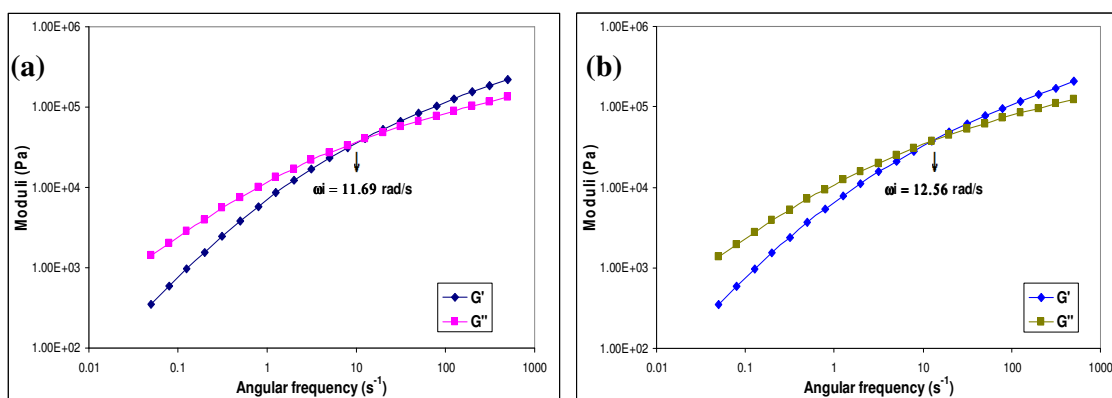 (a)
1.00E+06
1.00E+05
1.00E+04
1.00E+03
1.00E+02
Moduli (Pa)
ωi = 11.69 rad/s
G'
G''
0.01 0.1 1 10 100 1000
Angular frequency (s⁻¹)
(b)
1.00E+06
1.00E+05
1.00E+04
1.00E+03
1.00E+02
Moduli (Pa)
ωi = 12.56 rad/s
G'
G''
0.01 0.1 1 10 100 1000
Angular frequency (s⁻¹)